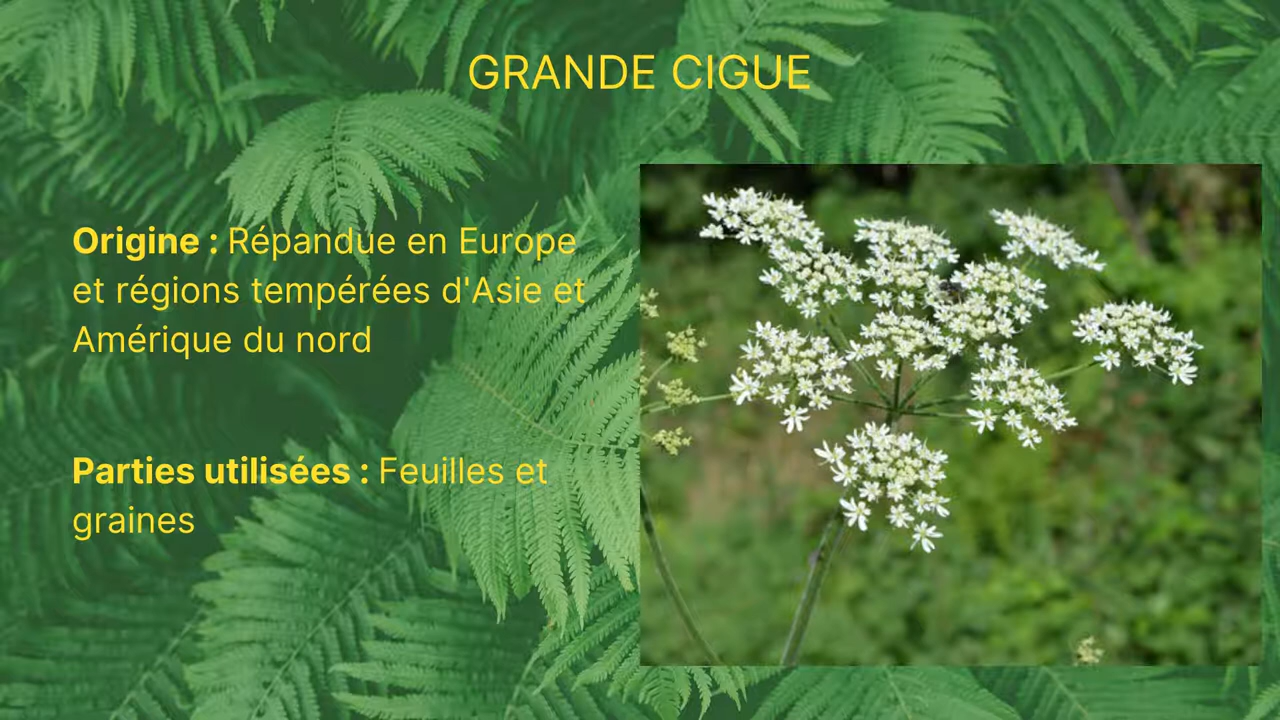 GRANDE CIGUE
Origine : Répandue en Europe
et régions tempérées d'Asie et
Amérique du nord
Parties utilisées : Feuilles et
graines